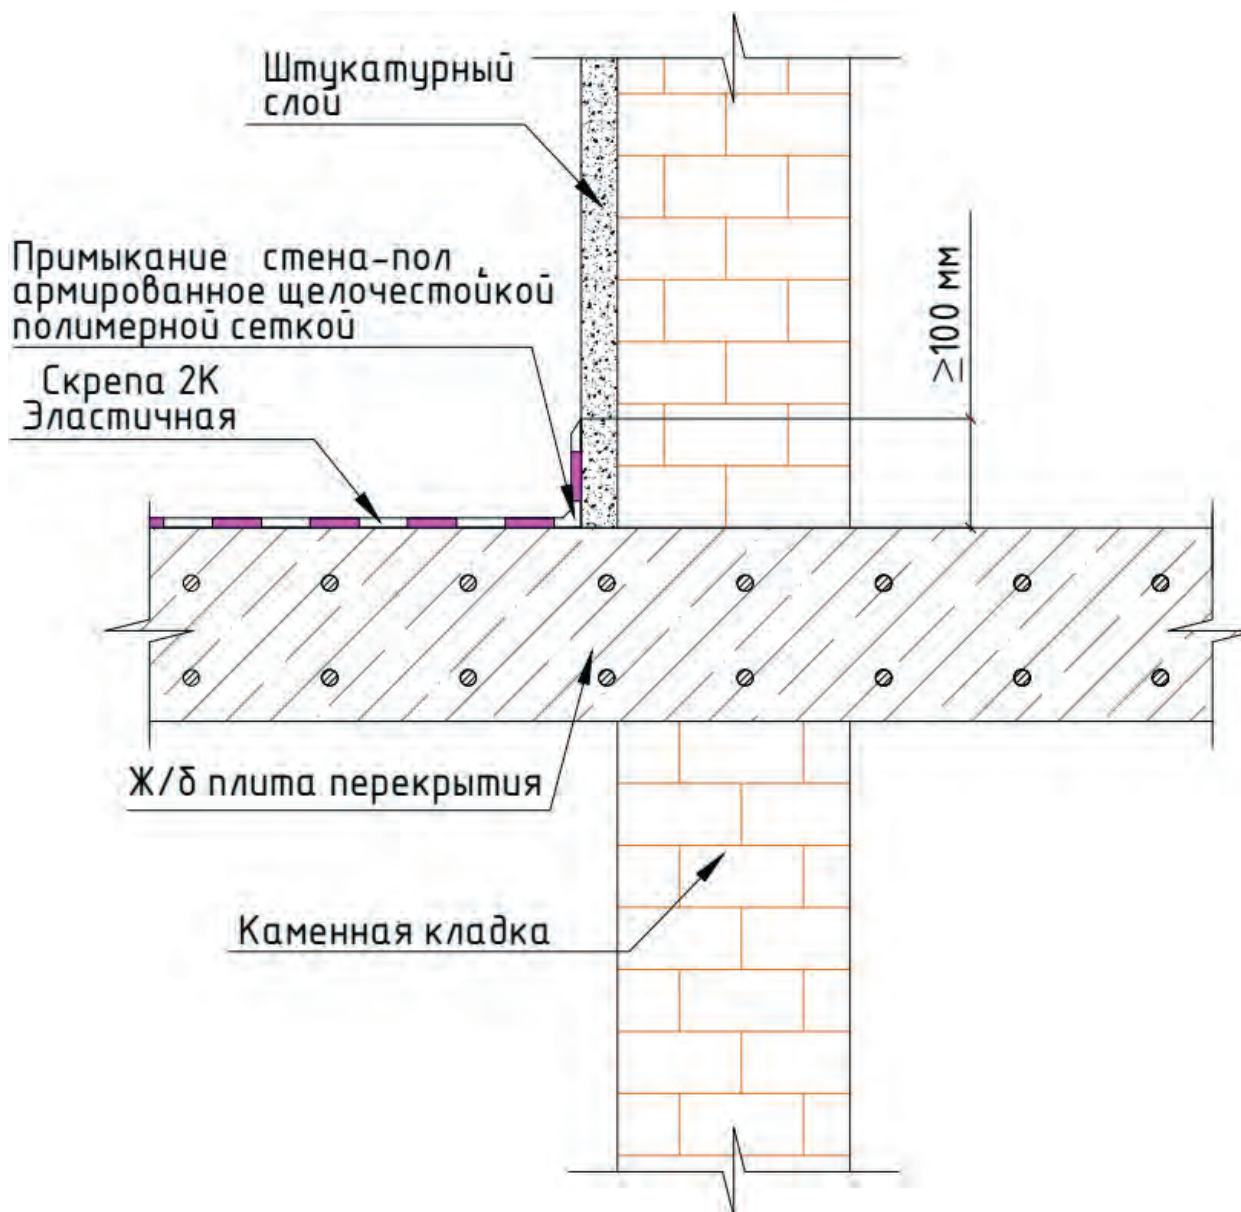 Штукатурный
слой
Примыкание стена-пол ,
армированное щелочестойкой
полимерной сеткой
Скрепа 2К
Эластичная
≥100 мм
Ж/б плита перекрытия
Каменная кладка